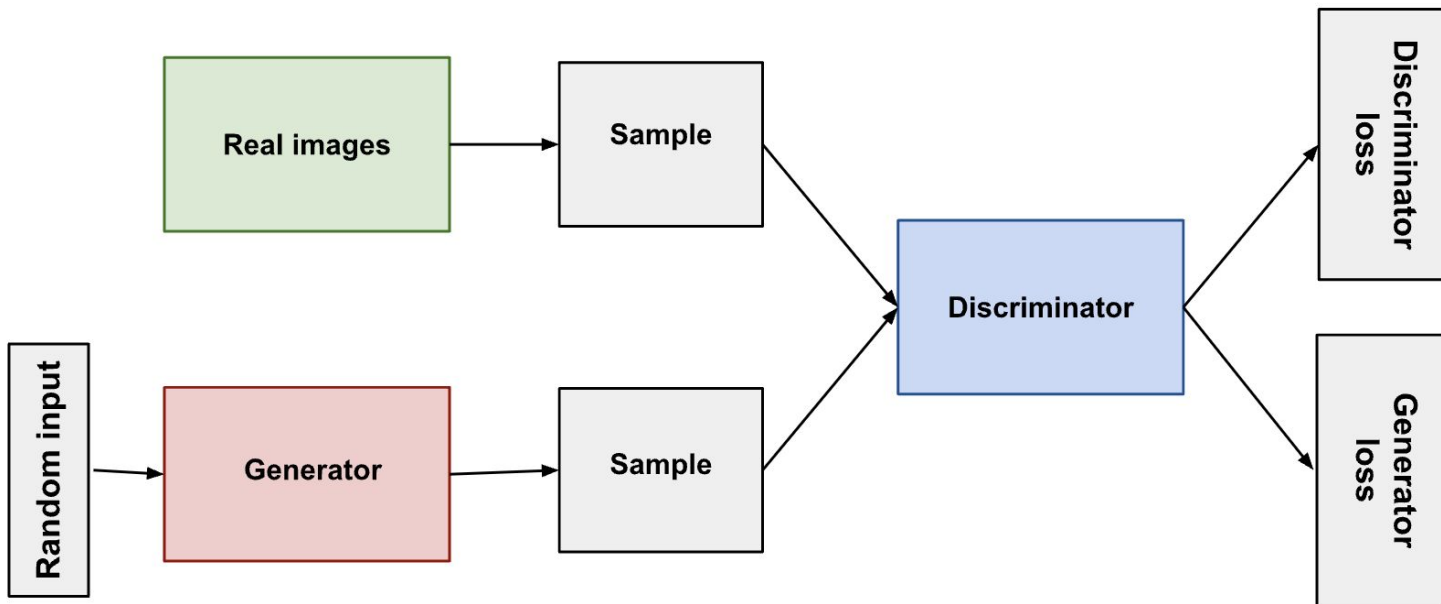 Real images
Sample
Discriminator
loss
Discriminator
Random input
Generator
Sample
Generator
loss